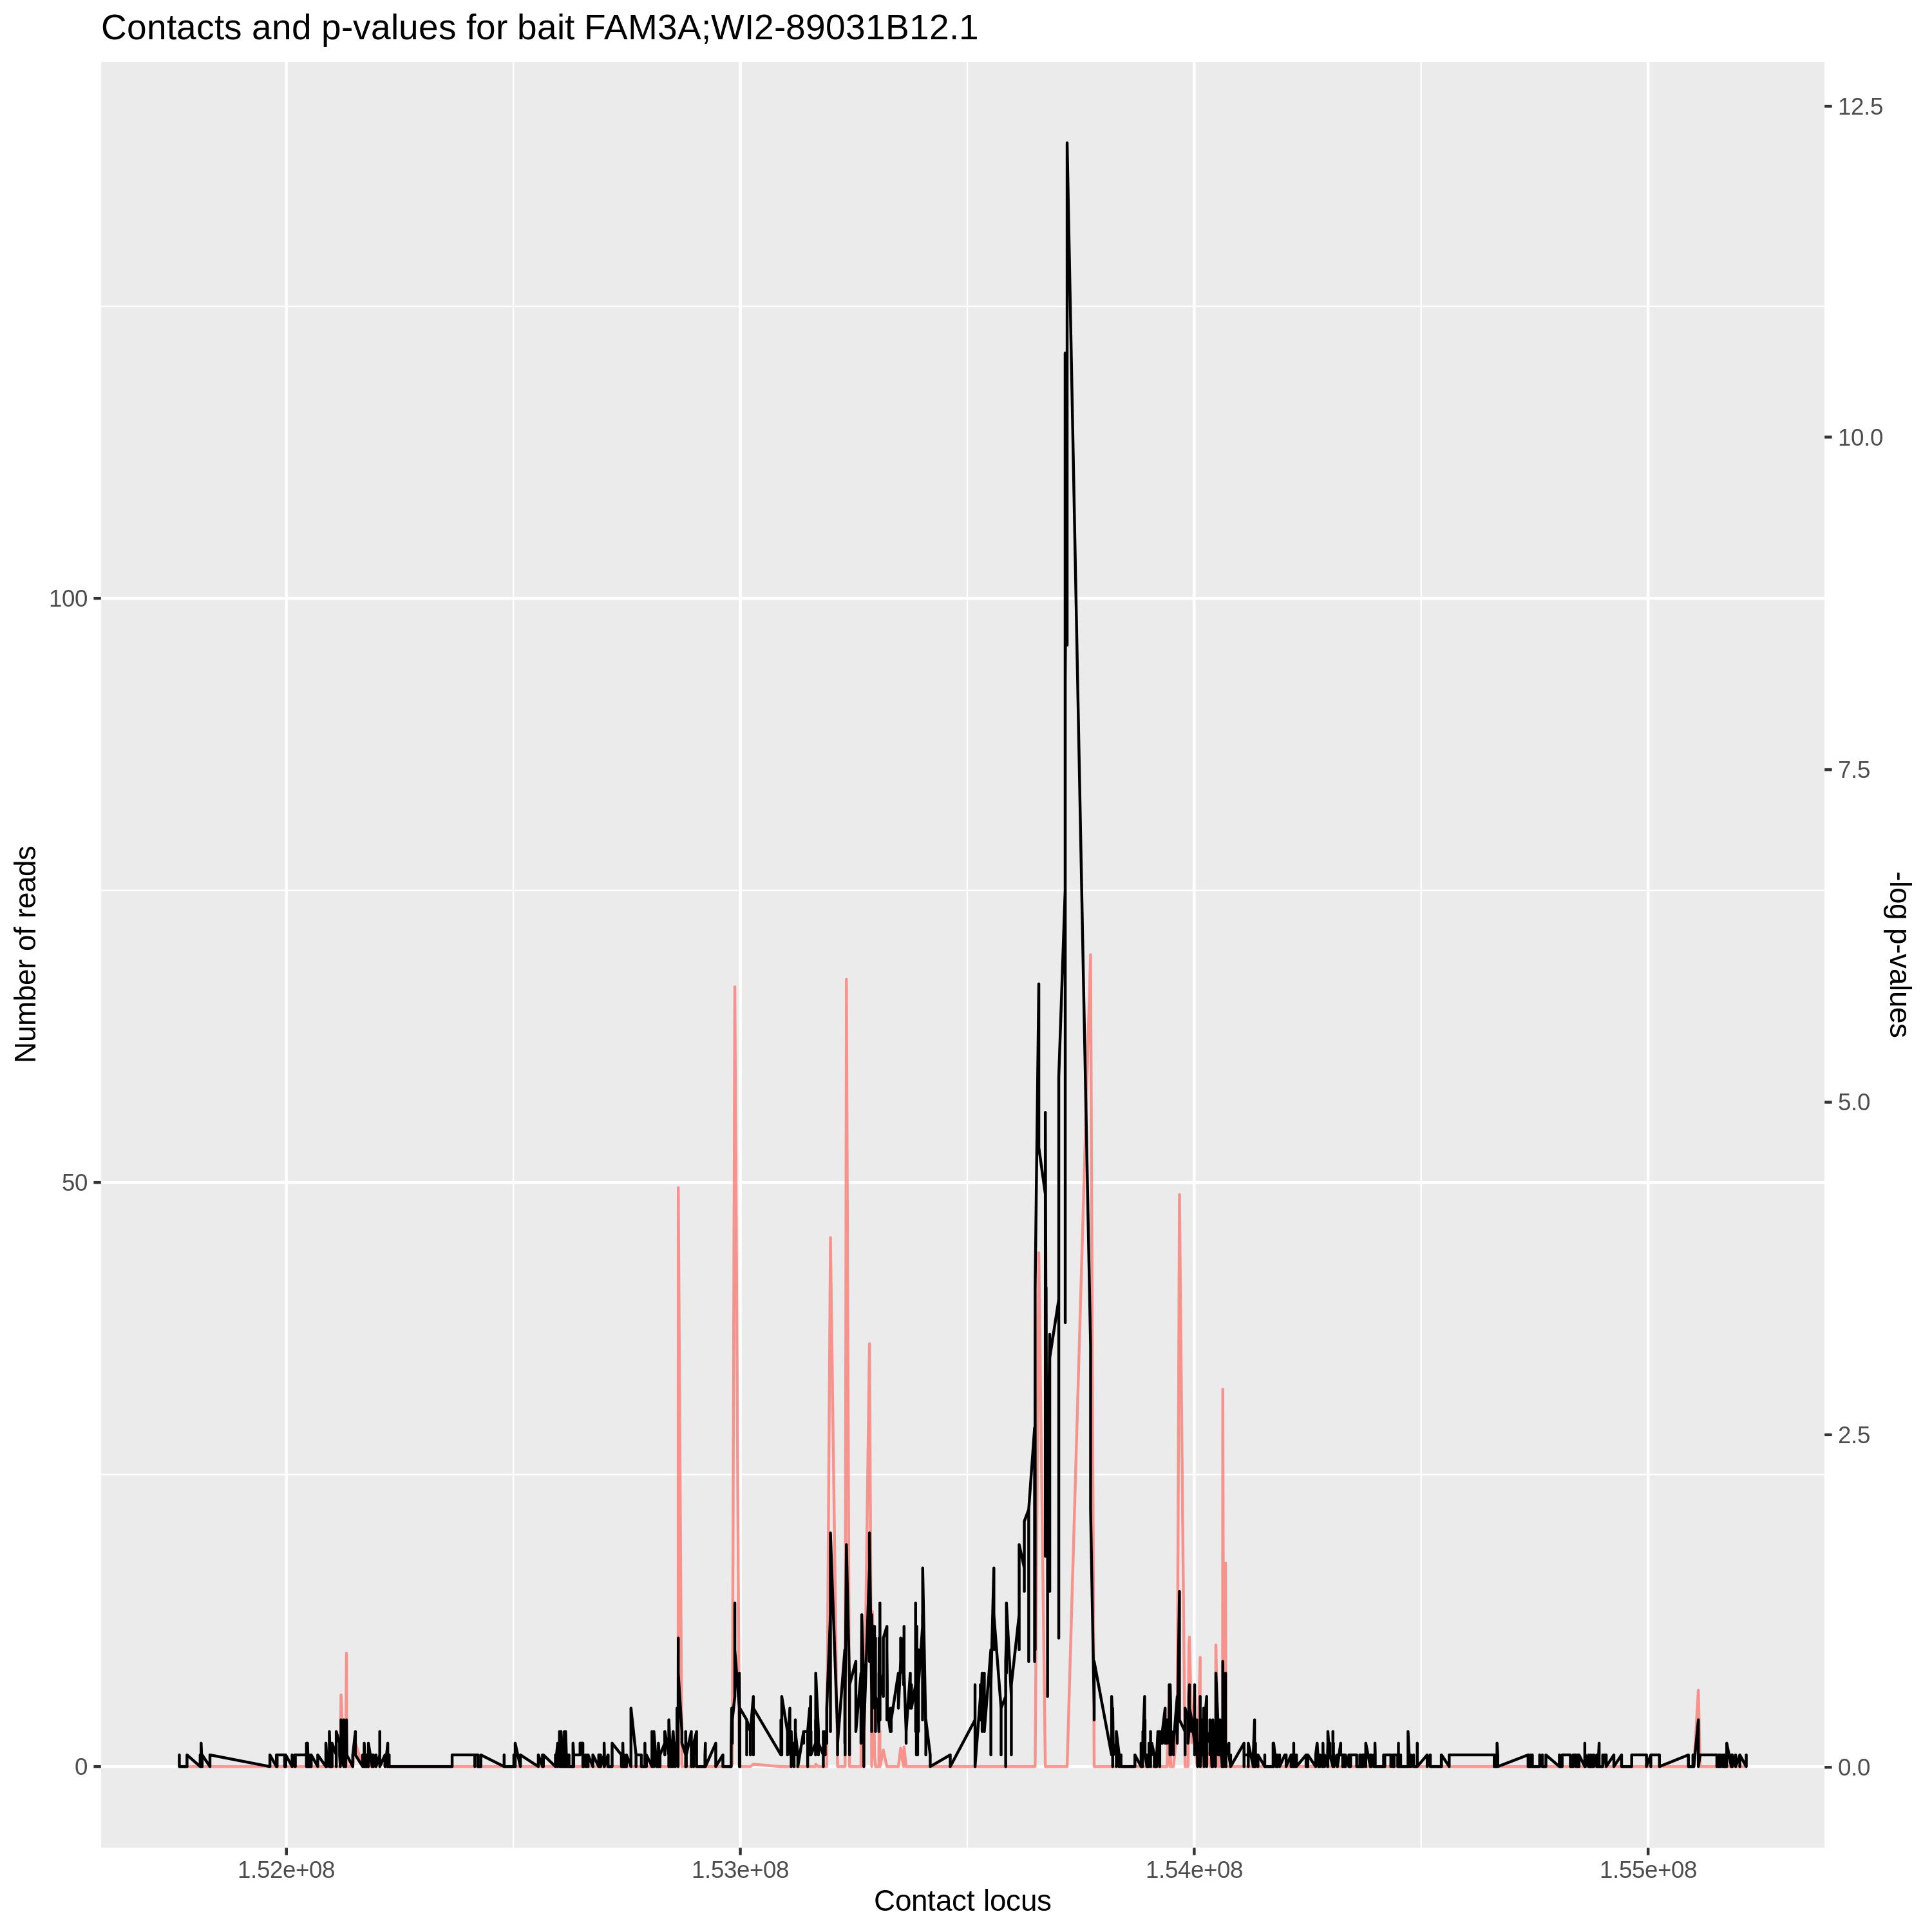 Contacts and p-values for bait FAM3A;WI2-89031B12.1
Number of reads
100
50
0
12.5
10.0
7.5
5.0
2.5
0.0
-log p-values
1.52e+08
1.53e+08
1.54e+08
1.55e+08
Contact locus